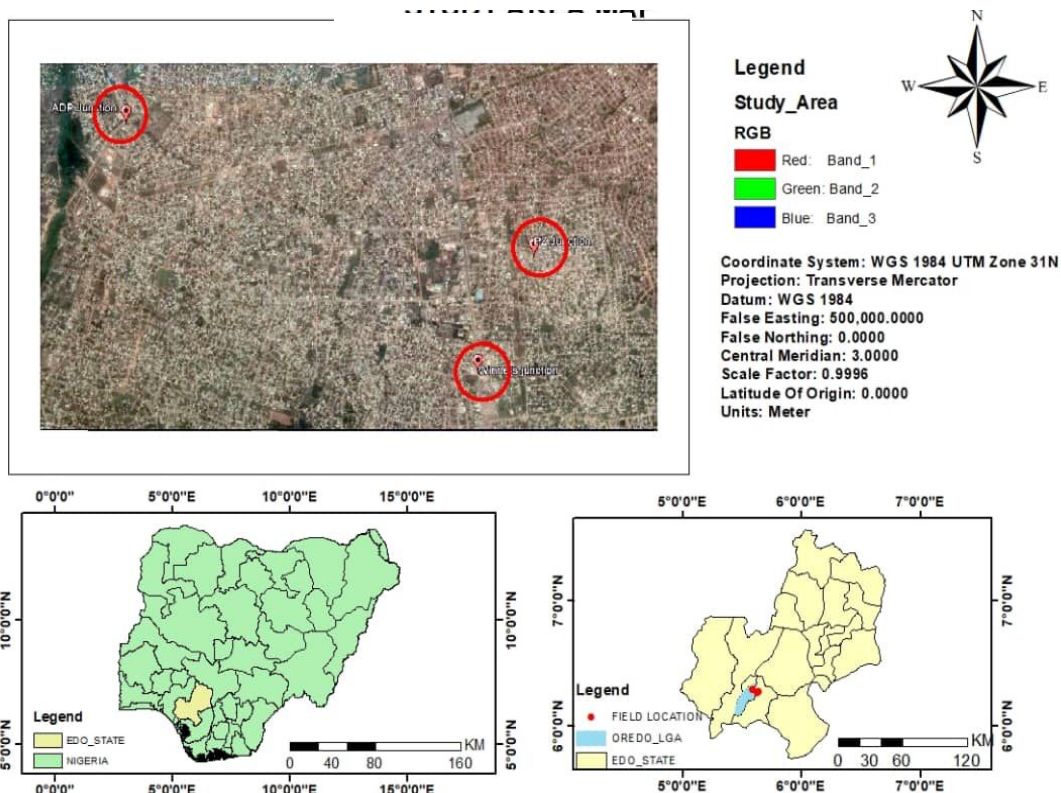 ADP Junction
Junction
junction
N
W
E
S
Legend
Study_Area
RGB
Red: Band_1
Green: Band_2
Blue: Band_3
Coordinate System: WGS 1984 UTM Zone 31N
Projection: Transverse Mercator
Datum: WGS 1984
False Easting: 500,000.0000
False Northing: 0.0000
Central Meridian: 3.0000
Scale Factor: 0.9996
Latitude Of Origin: 0.0000
Units: Meter
0°0'0" 5°0'0"E 10°0'0"E 15°0'0"E
10°0'0"N
10°0'0"N
5°0'0"N
5°0'0"N
Legend
EDO_STATE
NIGERIA
KM
0 40 80 160
0°0'0" 5°0'0"E 10°0'0"E 15°0'0"E
5°0'0"E 6°0'0"E 7°0'0"E
7°0'0"N
7°0'0"N
6°0'0"N
6°0'0"N
Legend
FIELD LOCATION
OREDO_LGA
EDO_STATE
KM
0 30 60 120
5°0'0"E 6°0'0"E 7°0'0"E